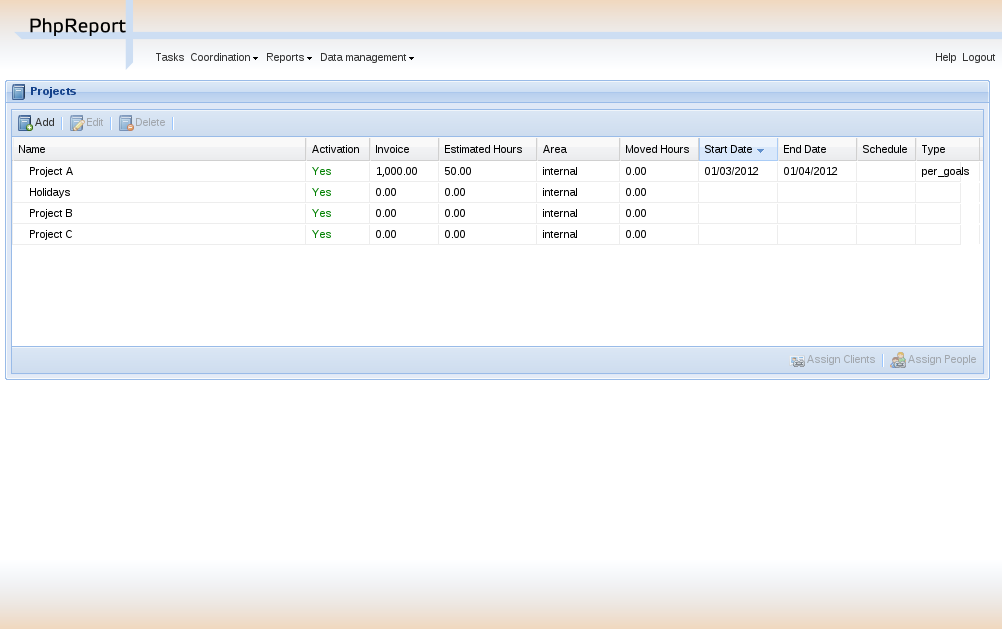 PhpReport
Tasks Coordination Reports Data management Help Logout
Projects
Add Edit Delete
Name Activation Invoice Estimated Hours Area Moved Hours Start Date End Date Schedule Type
Project A Yes 1,000.00 50.00 internal 0.00 01/03/2012 01/04/2012 per_goals
Holidays Yes 0.00 0.00 internal 0.00
Project B Yes 0.00 0.00 internal 0.00
Project C Yes 0.00 0.00 internal 0.00
Assign Clients Assign People